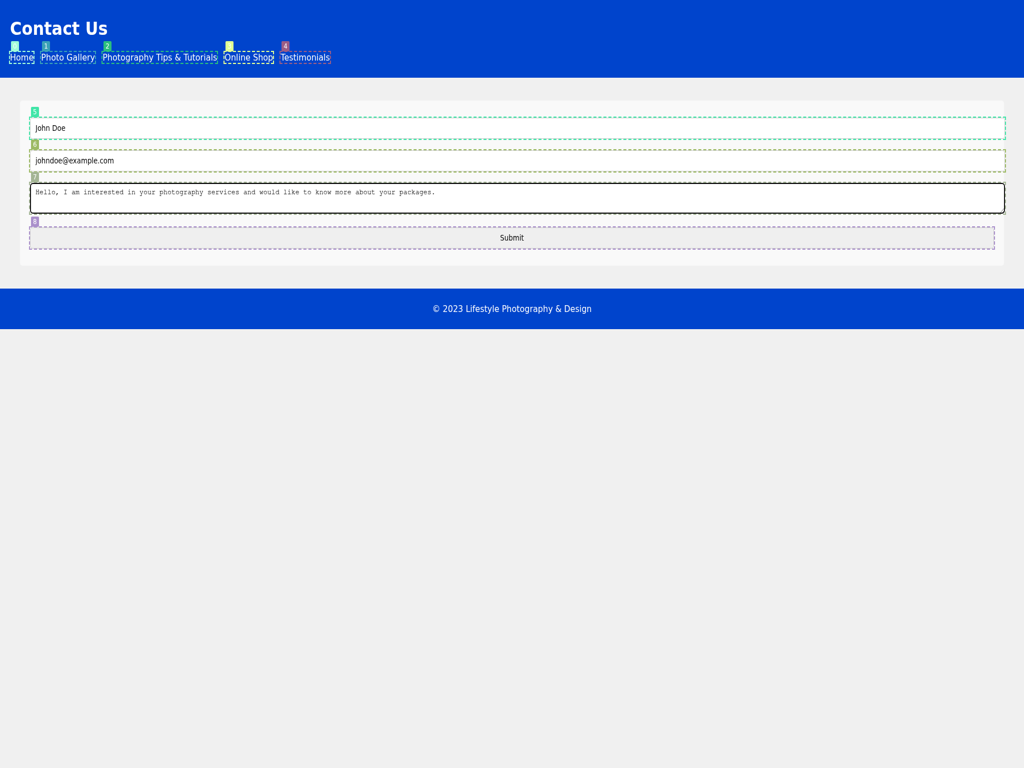 Contact Us
1 2 4
Home Photo Gallery Photography Tips & Tutorials Online Shop Testimonials
5
John Doe
6
johndoe@example.com
7
Hello, I am interested in your photography services and would like to know more about your packages.
8
Submit
© 2023 Lifestyle Photography & Design